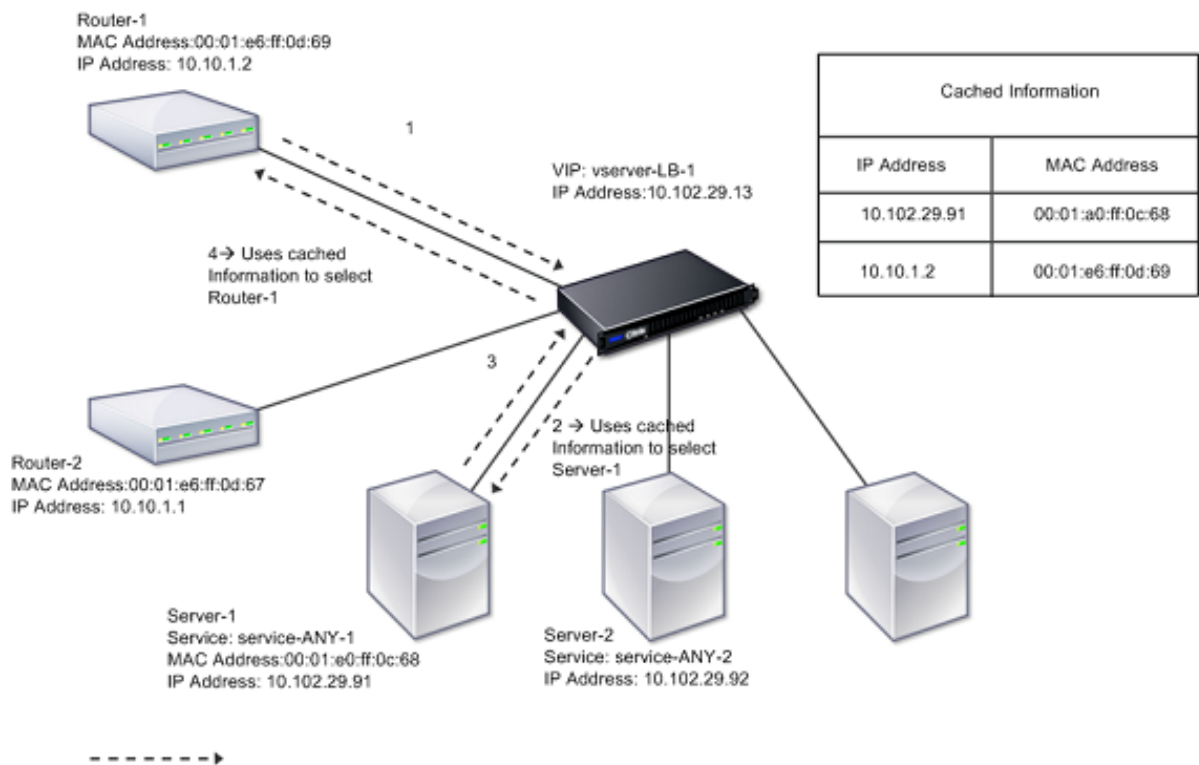 Router-1
MAC Address:00:01:e6:ff:0d:69
IP Address: 10.10.1.2
1
VIP: vserver-LB-1
IP Address:10.102.29.13
Cached Information
IP Address MAC Address
10.102.29.91 00:01:a0:ff:0c:68
10.10.1.2 00:01:e6:ff:0d:69
4→ Uses cached
Information to select
Router-1
3
2 → Uses cached
Information to select
Server-1
Router-2
MAC Address:00:01:e6:ff:0d:67
IP Address: 10.10.1.1
Server-1
Service: service-ANY-1
MAC Address:00:01:e0:ff:0c:68
IP Address: 10.102.29.91
Server-2
Service: service-ANY-2
IP Address: 10.102.29.92